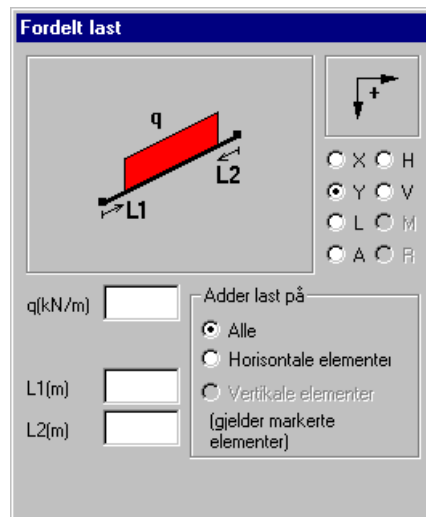 Fordelt last
q
L1
L2
+
X H
Y V
L M
A R
q(kN/m)
L1(m)
L2(m)
Adder last på
Alle
Horisontale elementer
Vertikale elementer
(gjelder markerte
elementer)